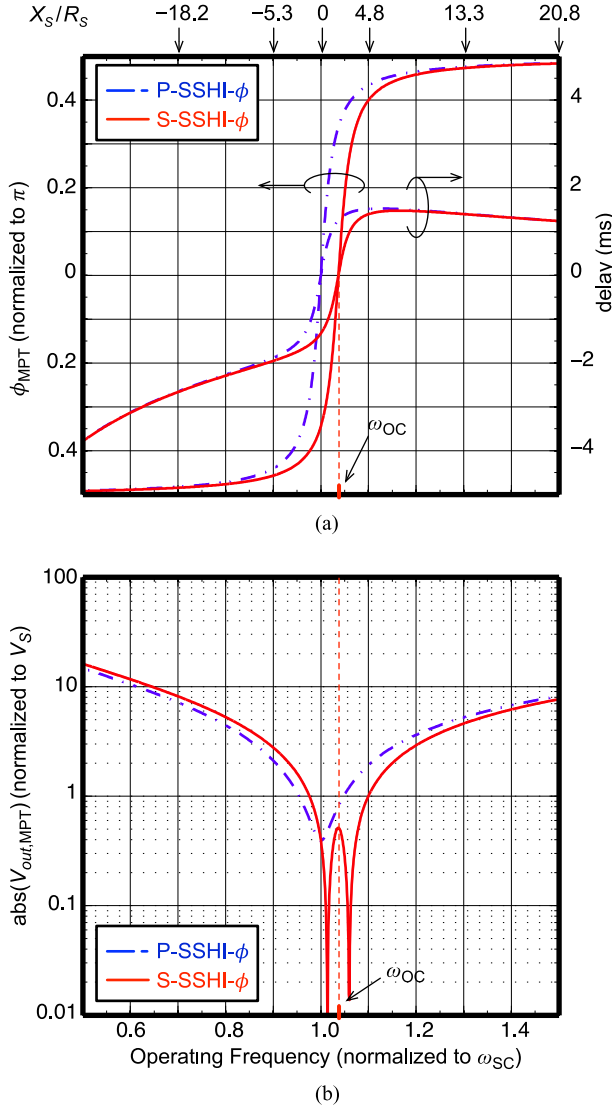 X_S/R_S −18.2 −5.3 0 4.8 13.3 20.8
P-SSHI-ϕ
S-SSHI-ϕ
0.4
0.2
0
0.2
0.4
ϕ_MPT (normalized to π)
4
2
0
−2
−4
delay (ms)
ω_OC
(a)
100
10
1
0.1
0.01
abs(V_out,MPT) (normalized to V_S)
P-SSHI-ϕ
S-SSHI-ϕ
ω_OC
0.6 0.8 1.0 1.2 1.4
Operating Frequency (normalized to ω_SC)
(b)